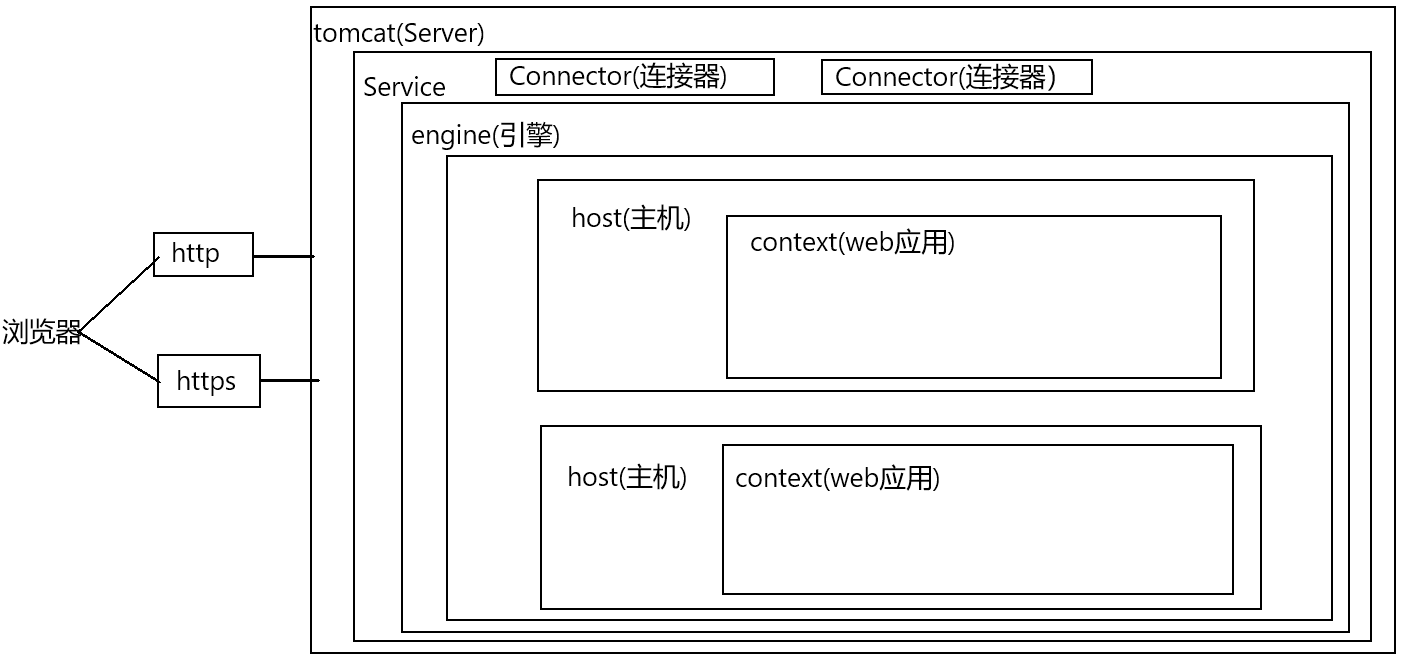 tomcat(Server)
Service
Connector(连接器)
Connector(连接器）
engine(引擎)
host(主机)
context(web应用)
http
浏览器
https
host(主机)
context(web应用)